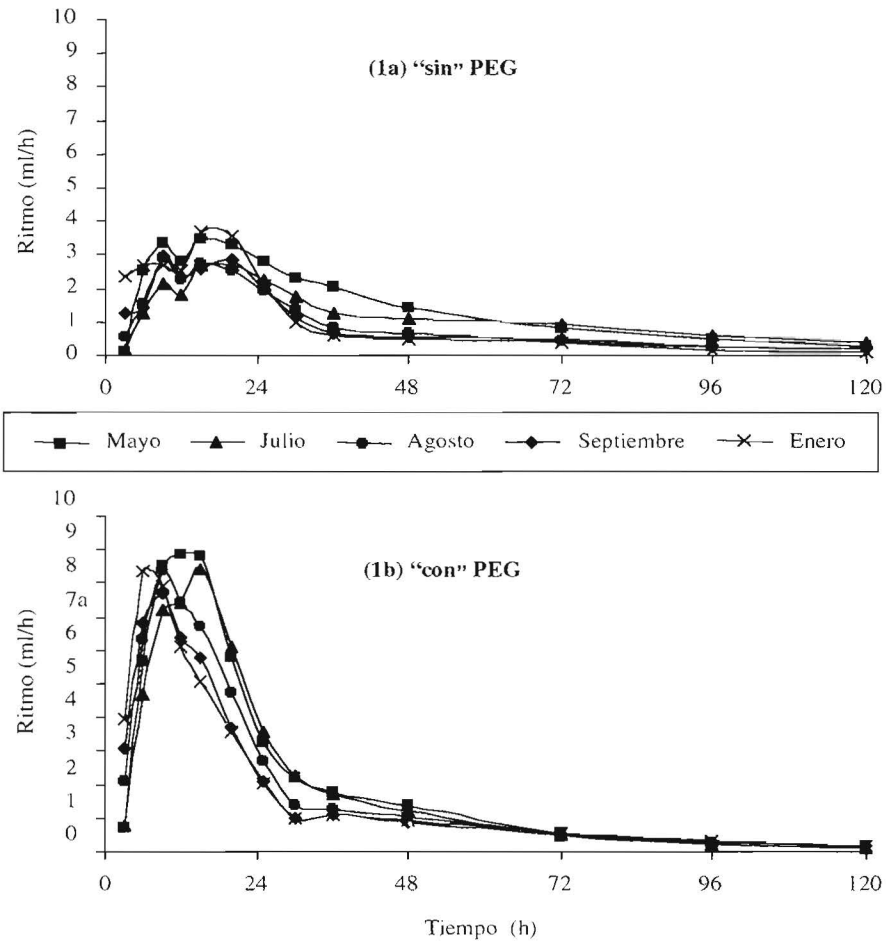 10
9
8
7
6
5
4
3
2
1
0
Ritmo (ml/h)
(1a) “sin” PEG
0 24 48 72 96 120
Mayo Julio Agosto Septiembre Enero
10
9
8
7a
6
5
4
3
2
1
0
Ritmo (ml/h)
(1b) “con” PEG
0 24 48 72 96 120
Tiempo (h)